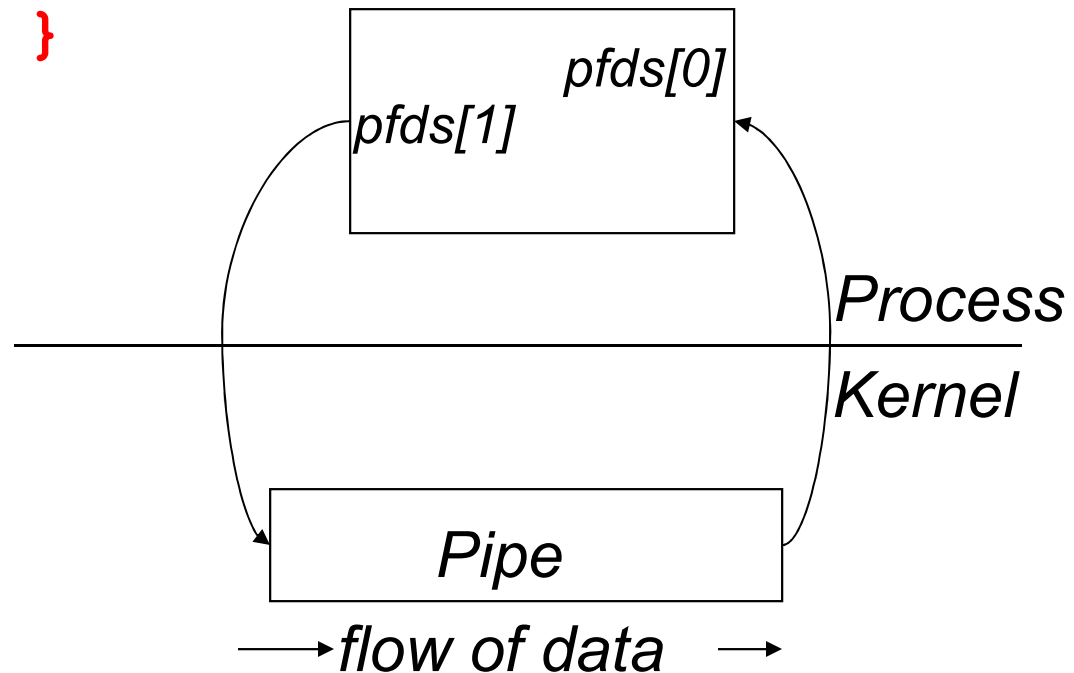 }
pfds[0]
pfds[1]
Process
Kernel
Pipe
flow of data